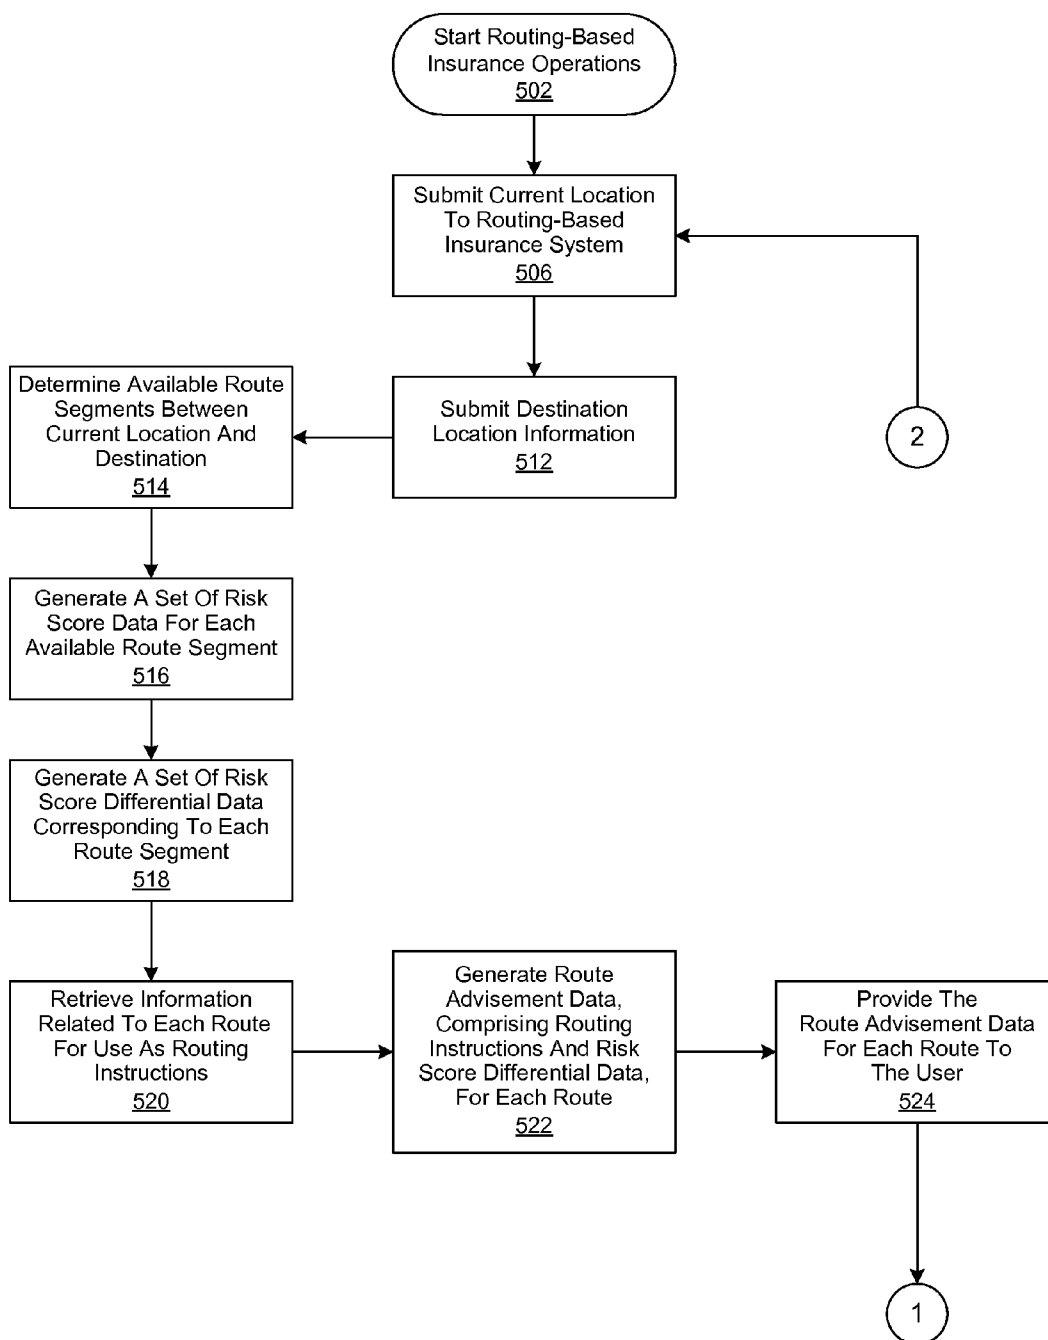 Start Routing-Based
Insurance Operations
502
Submit Current Location
To Routing-Based
Insurance System
506
Submit Destination
Location Information
512
2
Determine Available Route
Segments Between
Current Location And
Destination
514
Generate A Set Of Risk
Score Data For Each
Available Route Segment
516
Generate A Set Of Risk
Score Differential Data
Corresponding To Each
Route Segment
518
Retrieve Information
Related To Each Route
For Use As Routing
Instructions
520
Generate Route
Advisement Data,
Comprising Routing
Instructions And Risk
Score Differential Data,
For Each Route
522
Provide The
Route Advisement Data
For Each Route To
The User
524
1